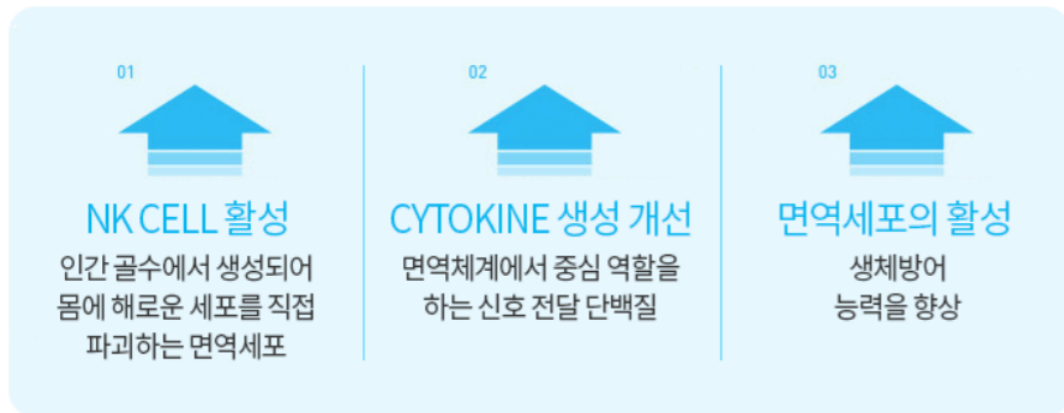 01
NK CELL 활성
인간 골수에서 생성되어
몸에 해로운 세포를 직접
파괴하는 면역세포
02
CYTOKINE 생성 개선
면역체계에서 중심 역할을
하는 신호 전달 단백질
03
면역세포의 활성
생체방어
능력을 향상